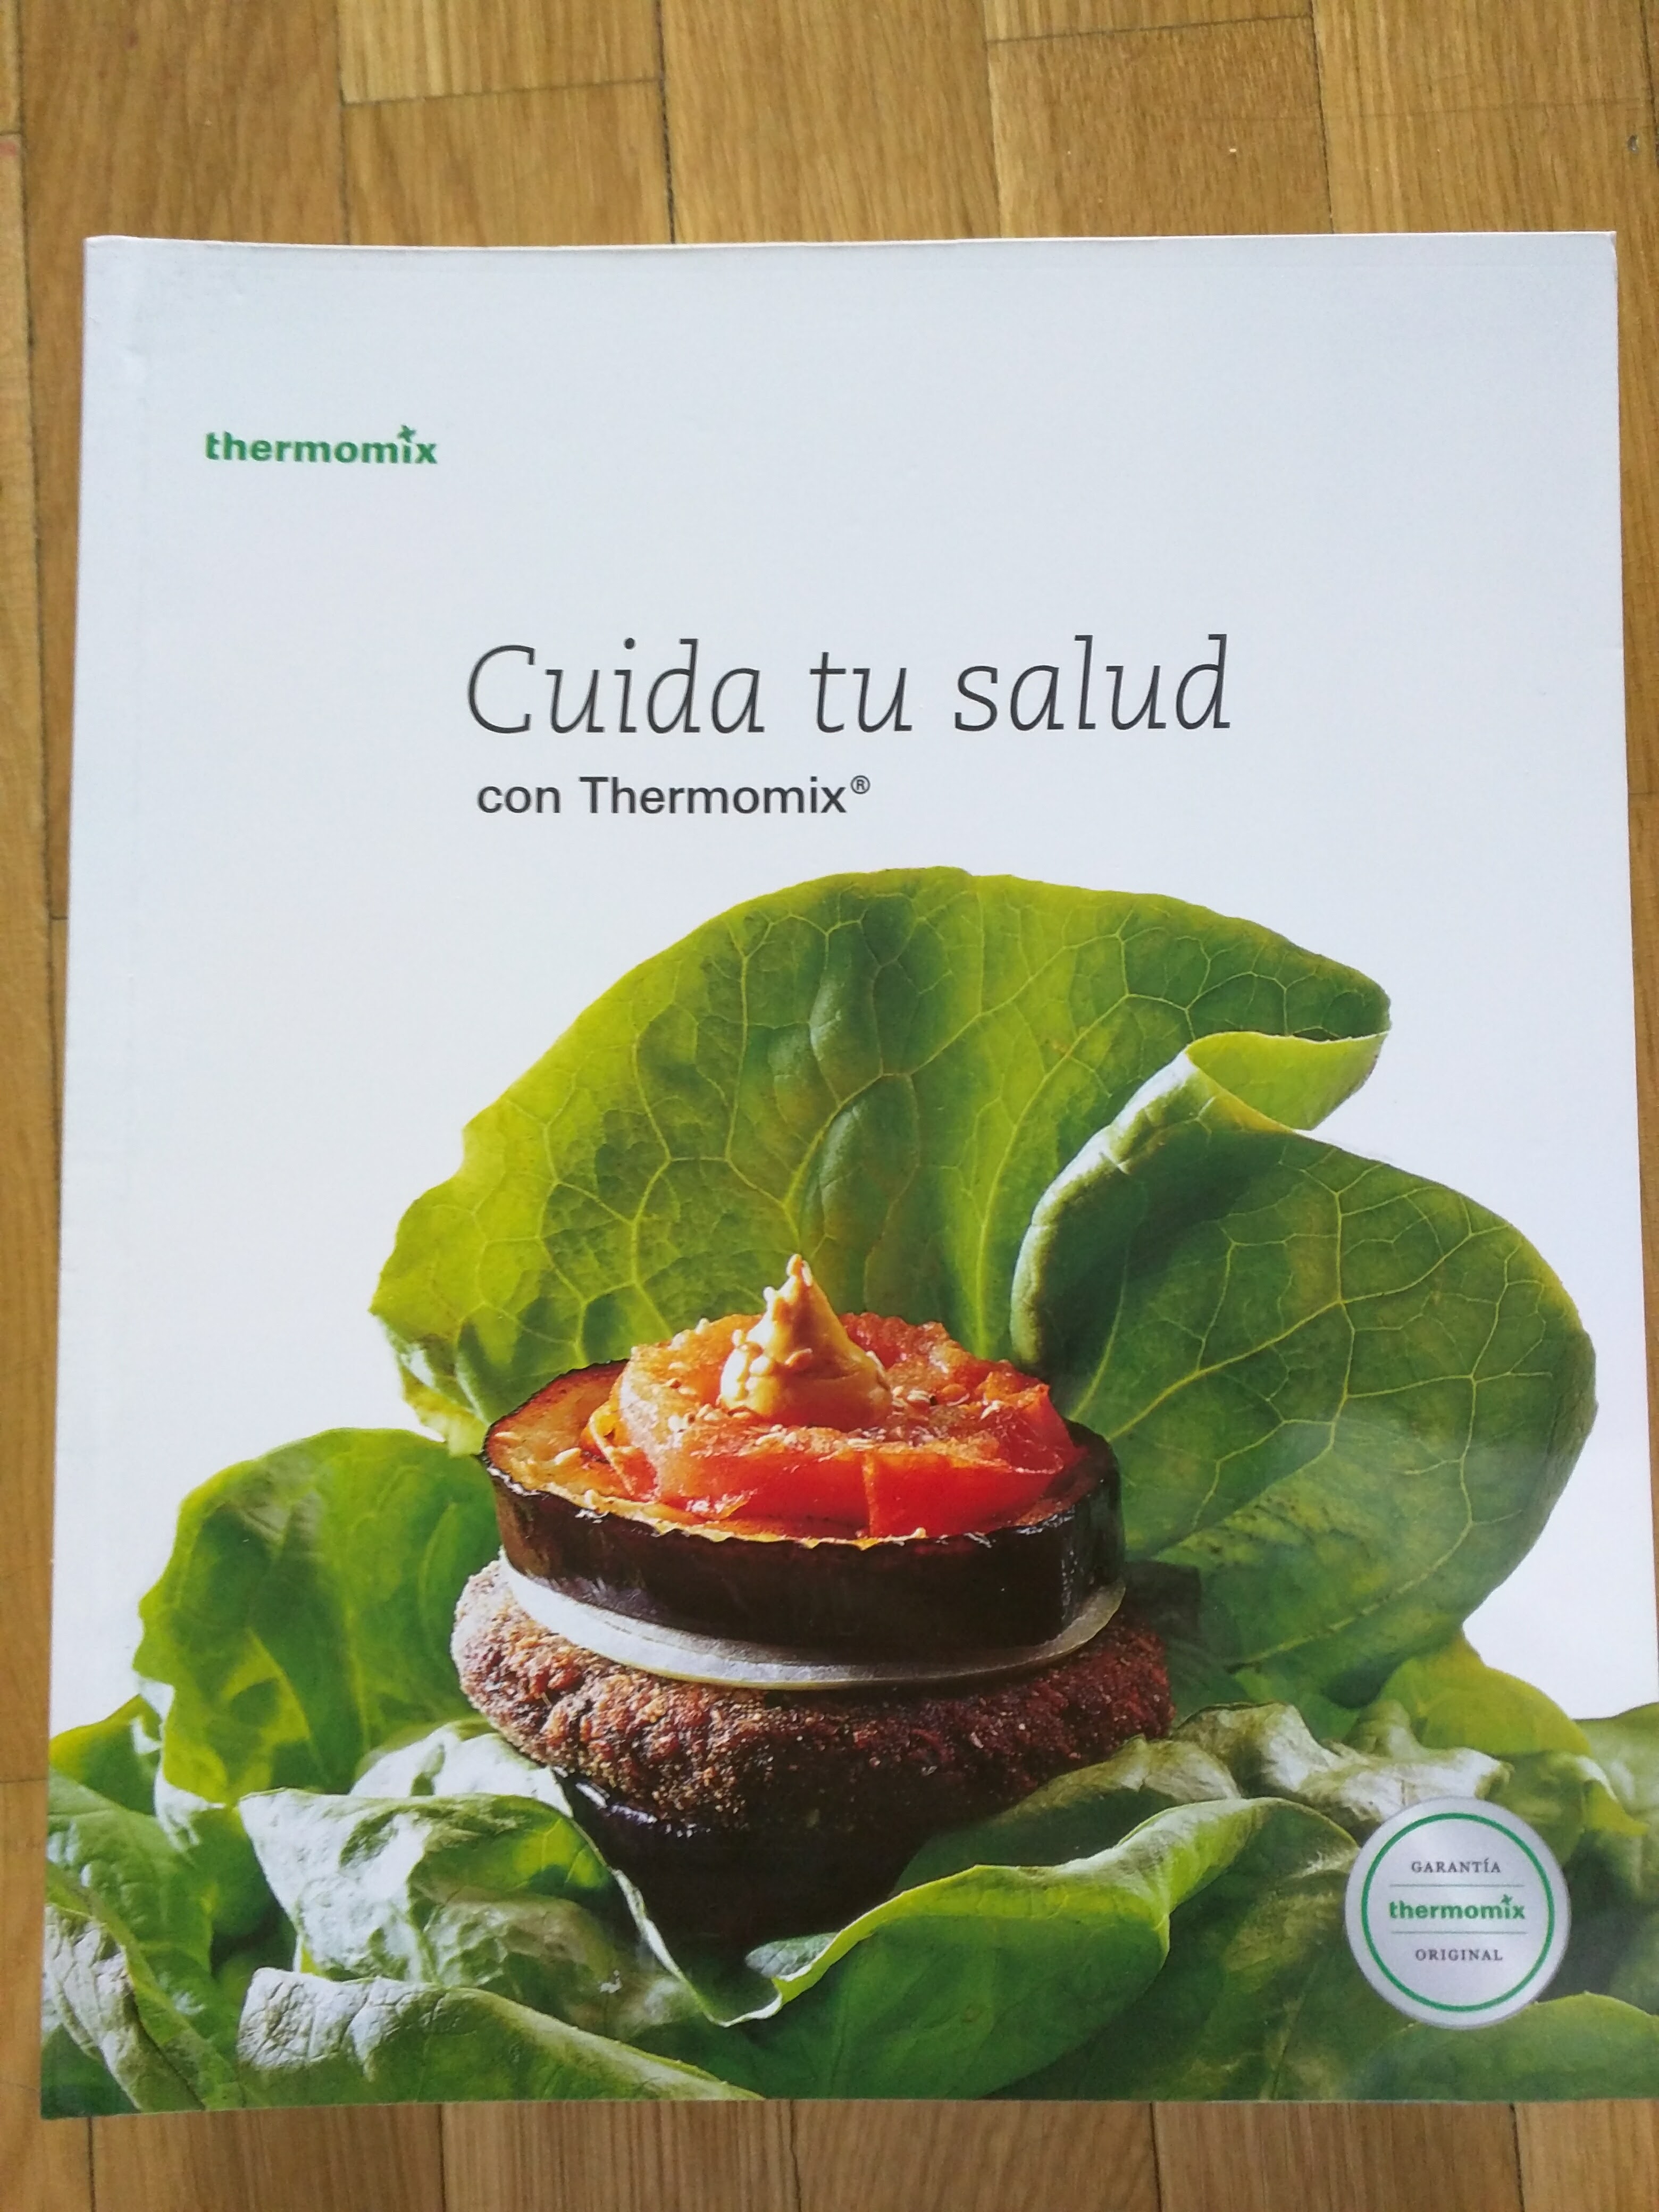 thermomix
Cuida tu salud
con Thermomix®
GARANTÍA
thermomix
ORIGINAL